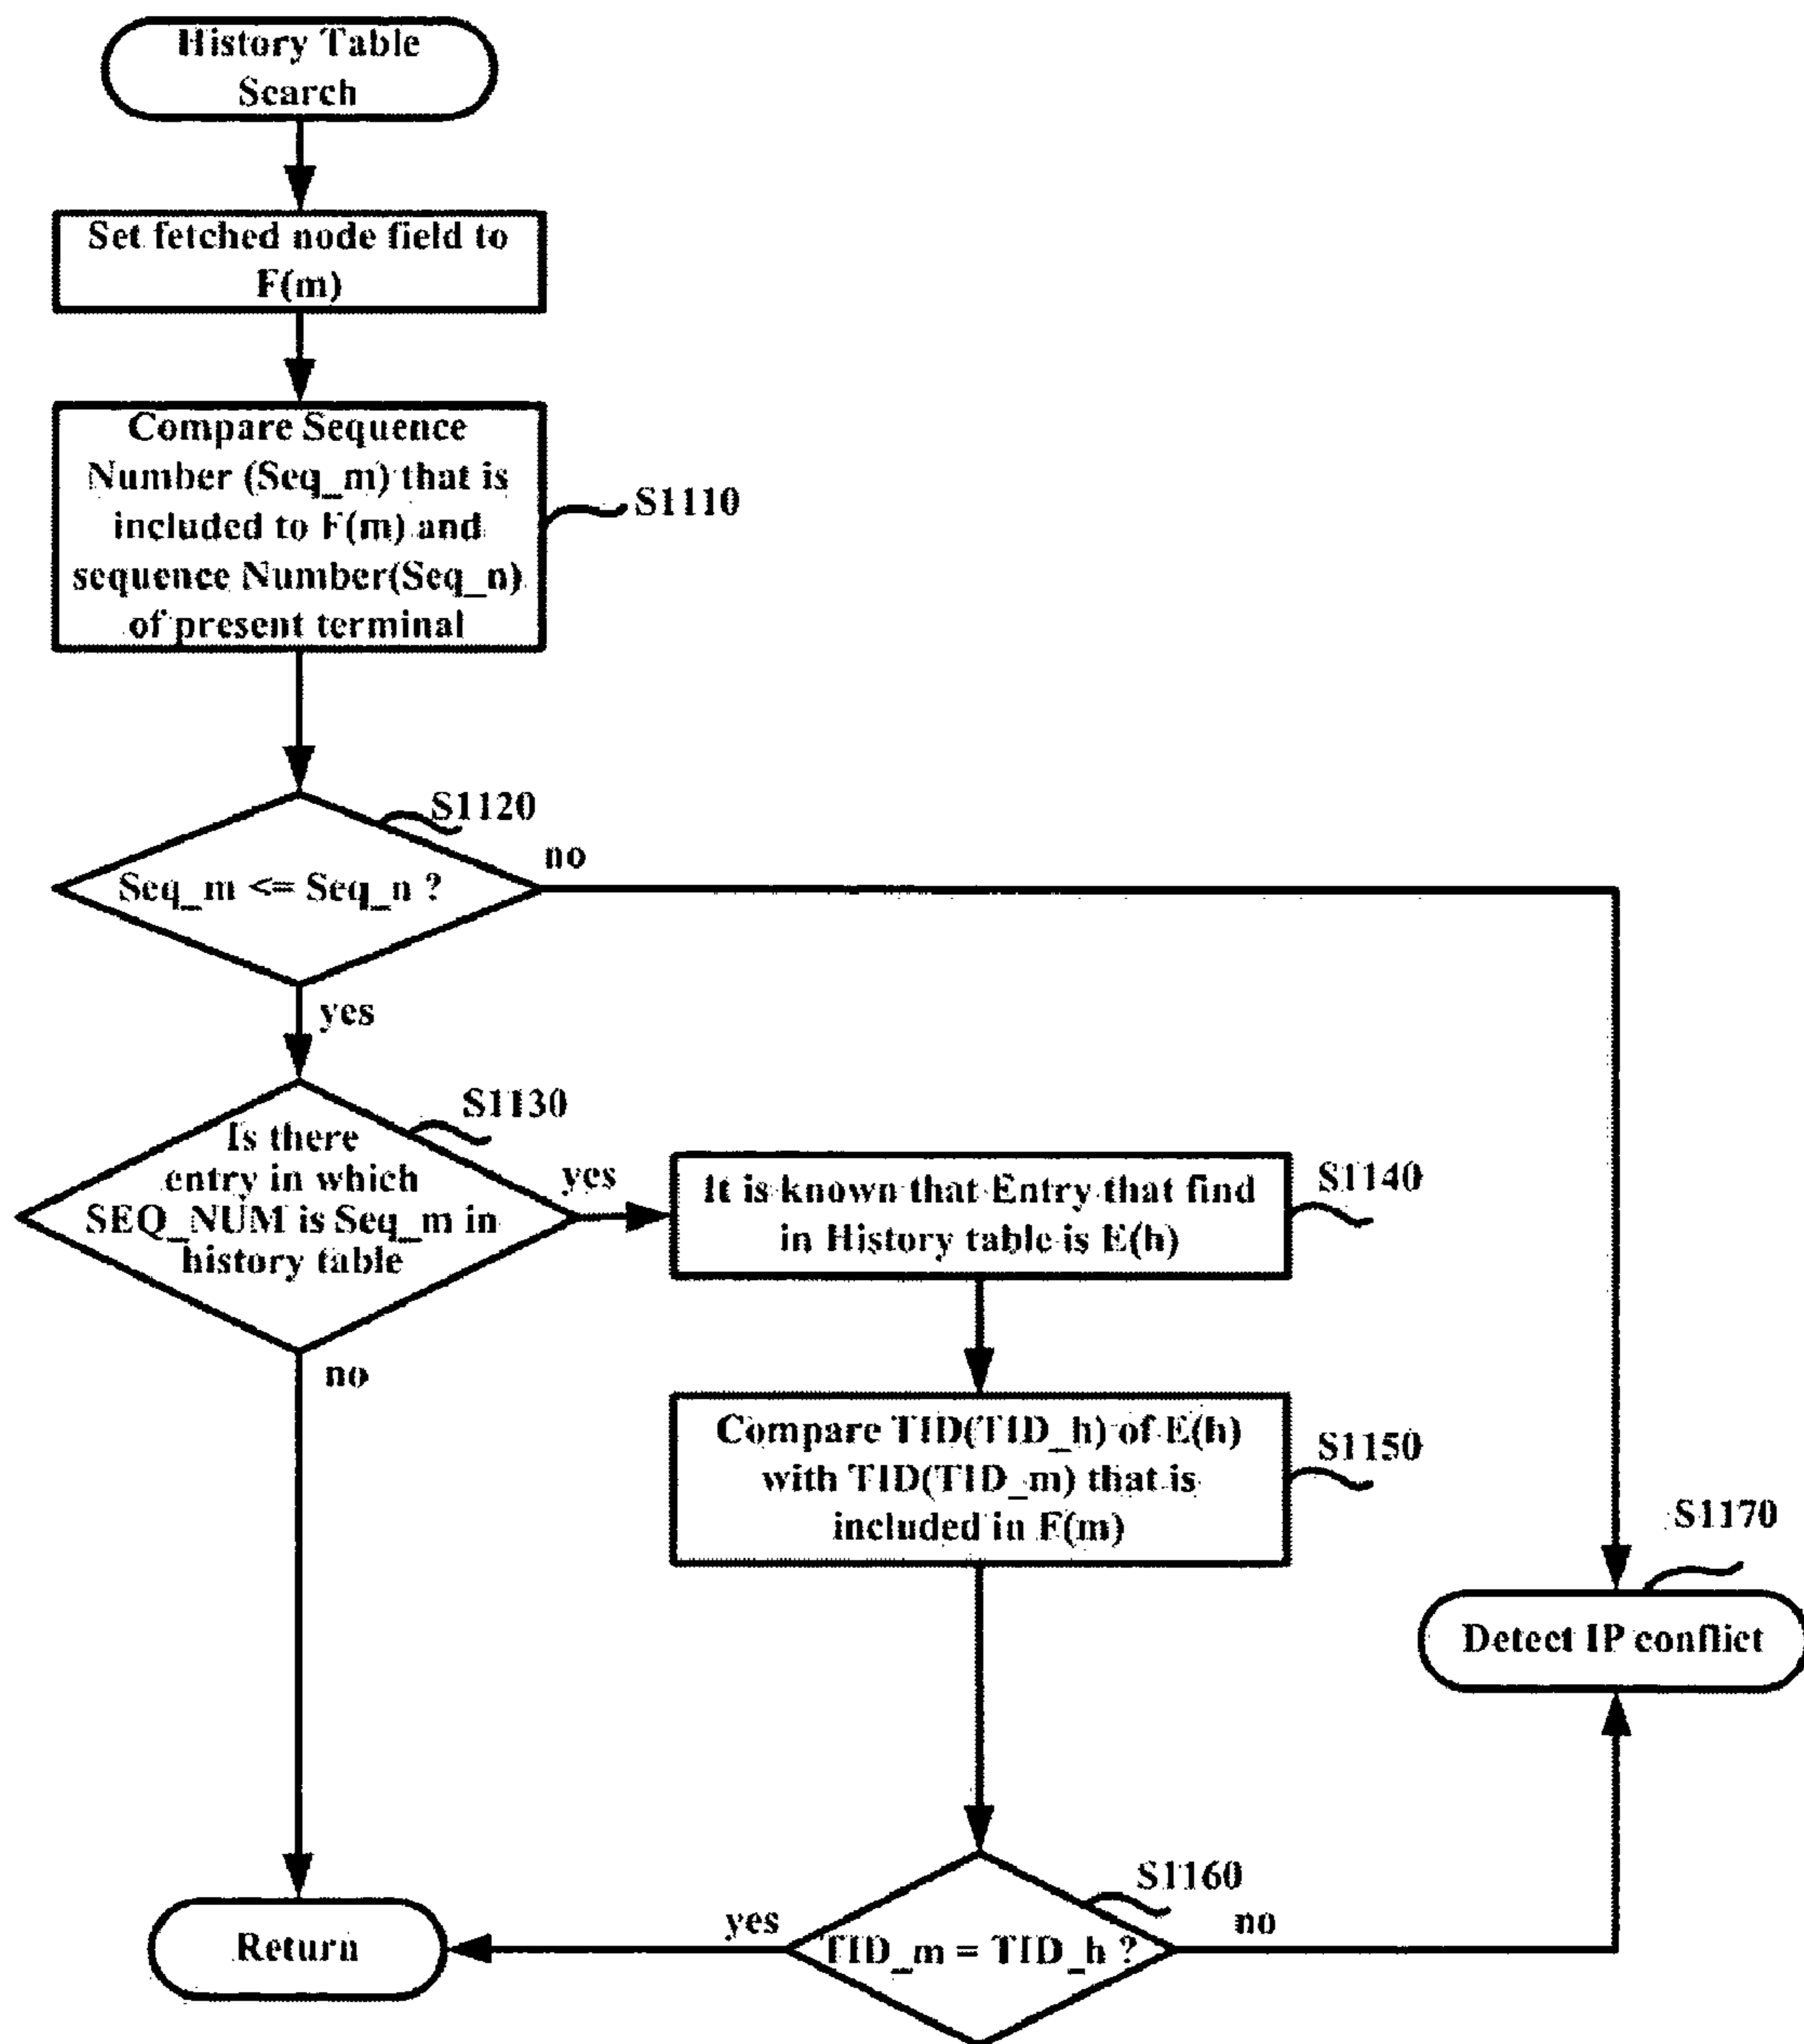 History Table
Search
Set fetched node field to
F(m)
Compare Sequence
Number (Seq_m) that is
included to F(m) and
sequence Number(Seq_n)
of present terminal
S1110
S1120
Seq_m <= Seq_n ?
no
yes
S1130
Is there
entry in which
SEQ_NUM is Seq_m in
history table
yes
no
It is known that Entry that find
in History table is E(h)
S1140
Compare TID(TID_h) of E(h)
with TID(TID_m) that is
included in F(m)
S1150
S1170
Detect IP conflict
S1160
TID_m = TID_h ?
yes
no
Return